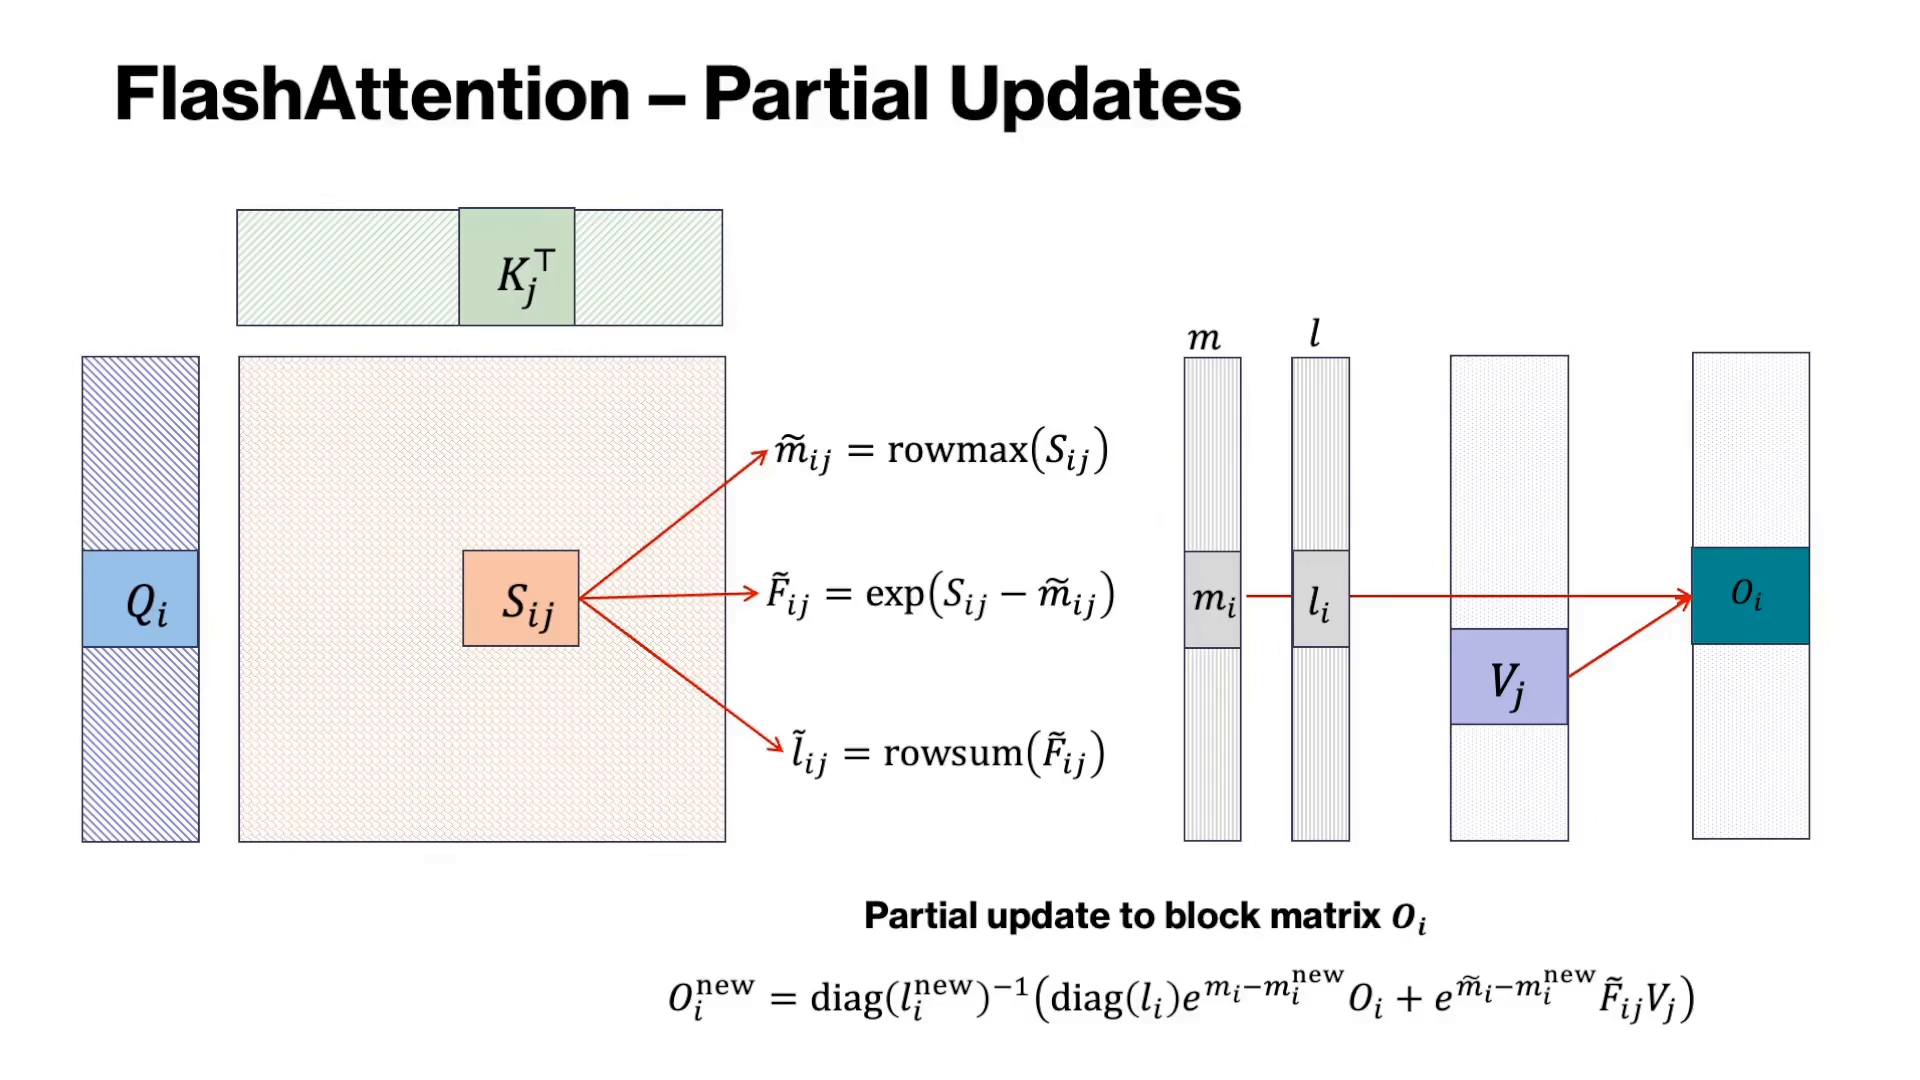 FlashAttention – Partial Updates
K_j^⊤
m
l
m̃_ij = rowmax(S_ij)
Q_i
S_ij
F̃_ij = exp(S_ij − m̃_ij)
m_i
l_i
O_i
V_j
l̃_ij = rowsum(F̃_ij)
Partial update to block matrix O_i
O_i^new = diag(l_i^new)^−1(diag(l_i)e^{m_i−m_i^new} O_i + e^{m̃_i−m_i^new} F̃_ij V_j)